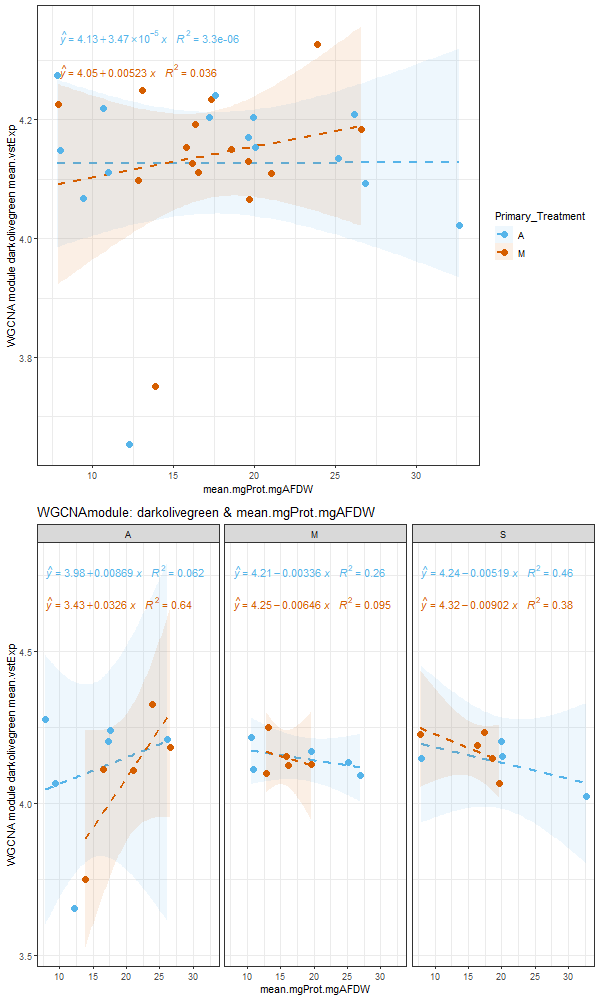 ŷ = 4.13+3.47×10⁻⁵ x R² = 3.3e-06
ŷ = 4.05+0.00523 x R² = 0.036
4.2
4.0
3.8
WGCNA module darkolivegreen mean.vstExp
10 15 20 25 30
mean.mgProt.mgAFDW
Primary_Treatment
A
M
WGCNAmodule: darkolivegreen & mean.mgProt.mgAFDW
A M S
ŷ = 3.98+0.00869 x R² = 0.062 ŷ = 4.21−0.00336 x R² = 0.26 ŷ = 4.24−0.00519 x R² = 0.46
ŷ = 3.43+0.0326 x R² = 0.64 ŷ = 4.25−0.00646 x R² = 0.095 ŷ = 4.32−0.00902 x R² = 0.38
4.5
4.0
3.5
WGCNA module darkolivegreen mean.vstExp
10 15 20 25 30 10 15 20 25 30 10 15 20 25 30
mean.mgProt.mgAFDW